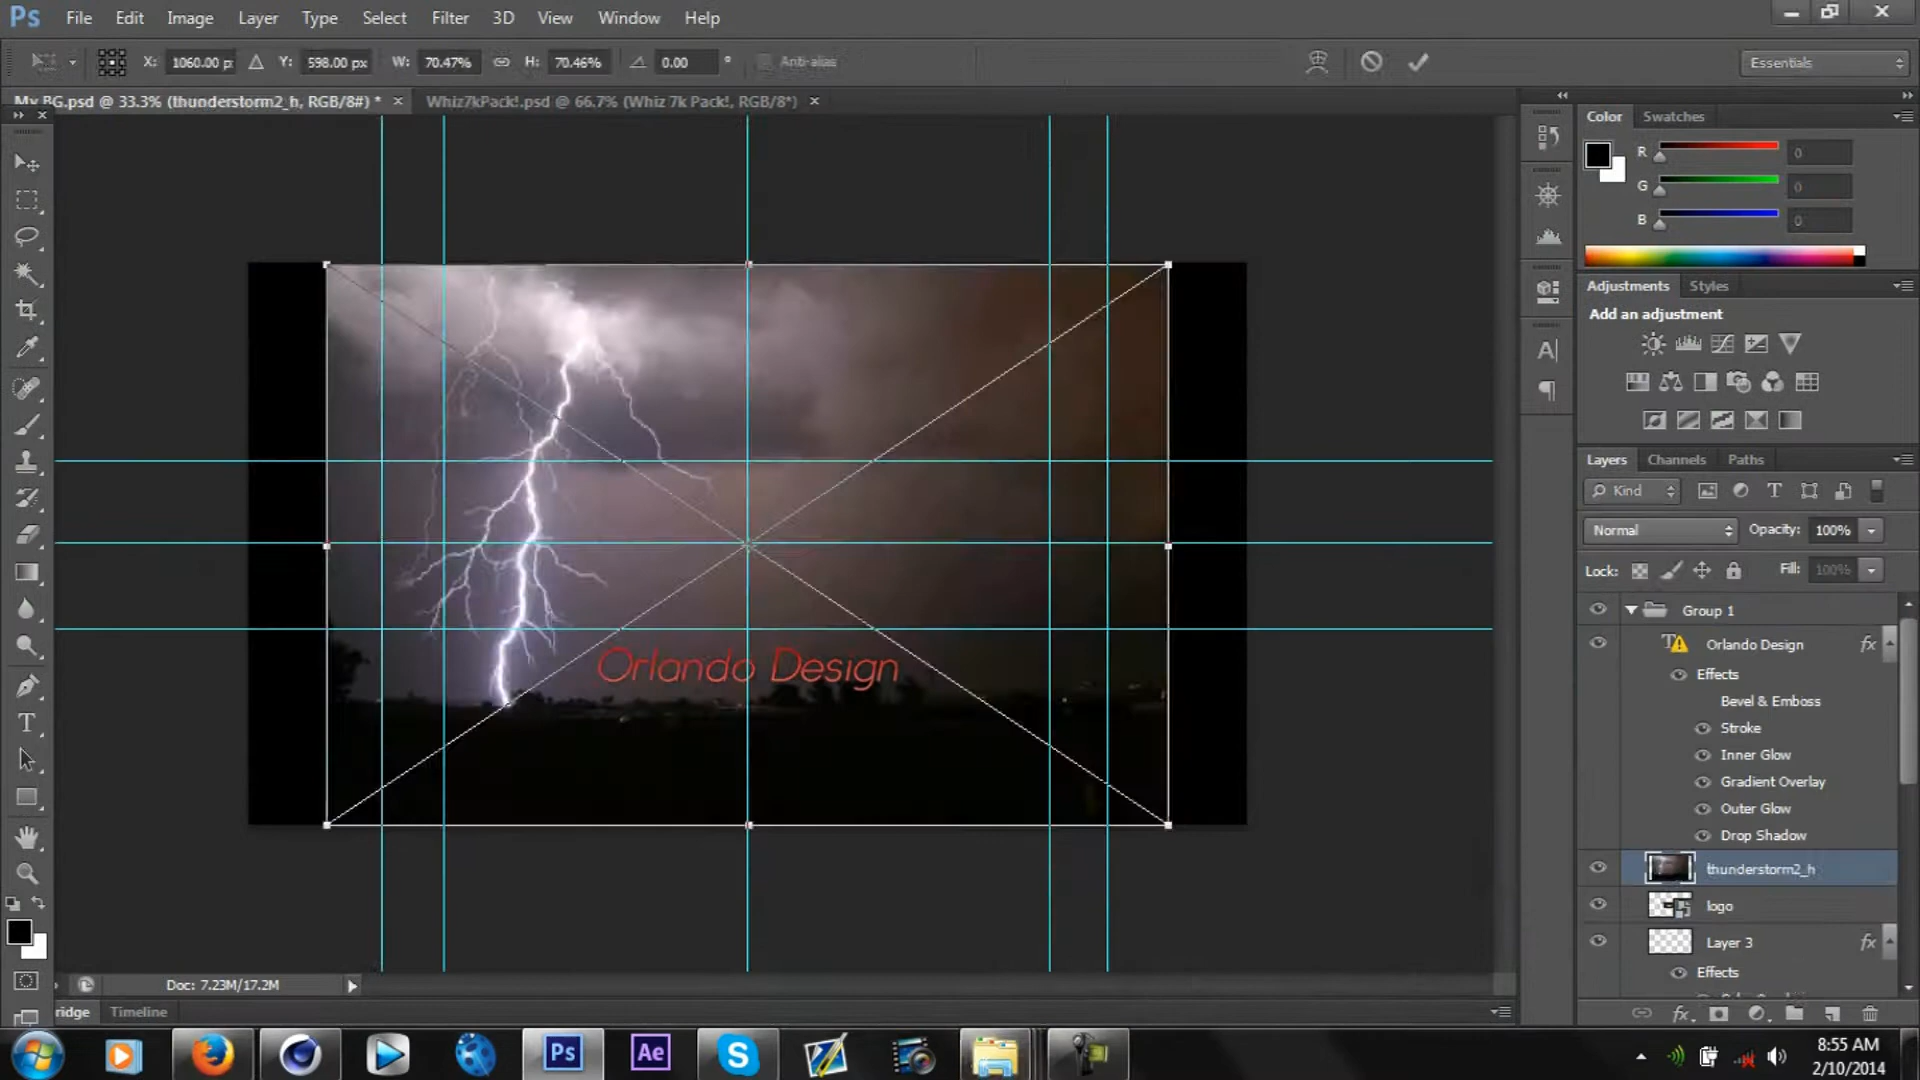 Ps File Edit Image Layer Select Type Filter 3D View Window Help
X: 1060.00 p Y: 598.00 px W: 70.47% H: 70.46% 0.00 ° Anti-alias Essentials
My BG.psd @ 33.3% (thunderstorm2_h, RGB/8#) * × Whiz7kPack!.psd @ 66.7% (Whiz 7k Pack!, RGB/8*) ×
Color Swatches
R 0
G 0
B 0
Adjustments Styles
Add an adjustment
Layers Channels Paths
Kind
Normal Opacity: 100%
Lock: Fill: 100%
Group 1
Orlando Design fx
Effects
Bevel & Emboss
Stroke
Inner Glow
Gradient Overlay
Outer Glow
Drop Shadow
thunderstorm2_h
logo
Layer 3 fx
Effects
Orlando Design
Doc: 7.23M/17.2M
ridge Timeline
Ps Ae
8:55 AM
2/10/2014